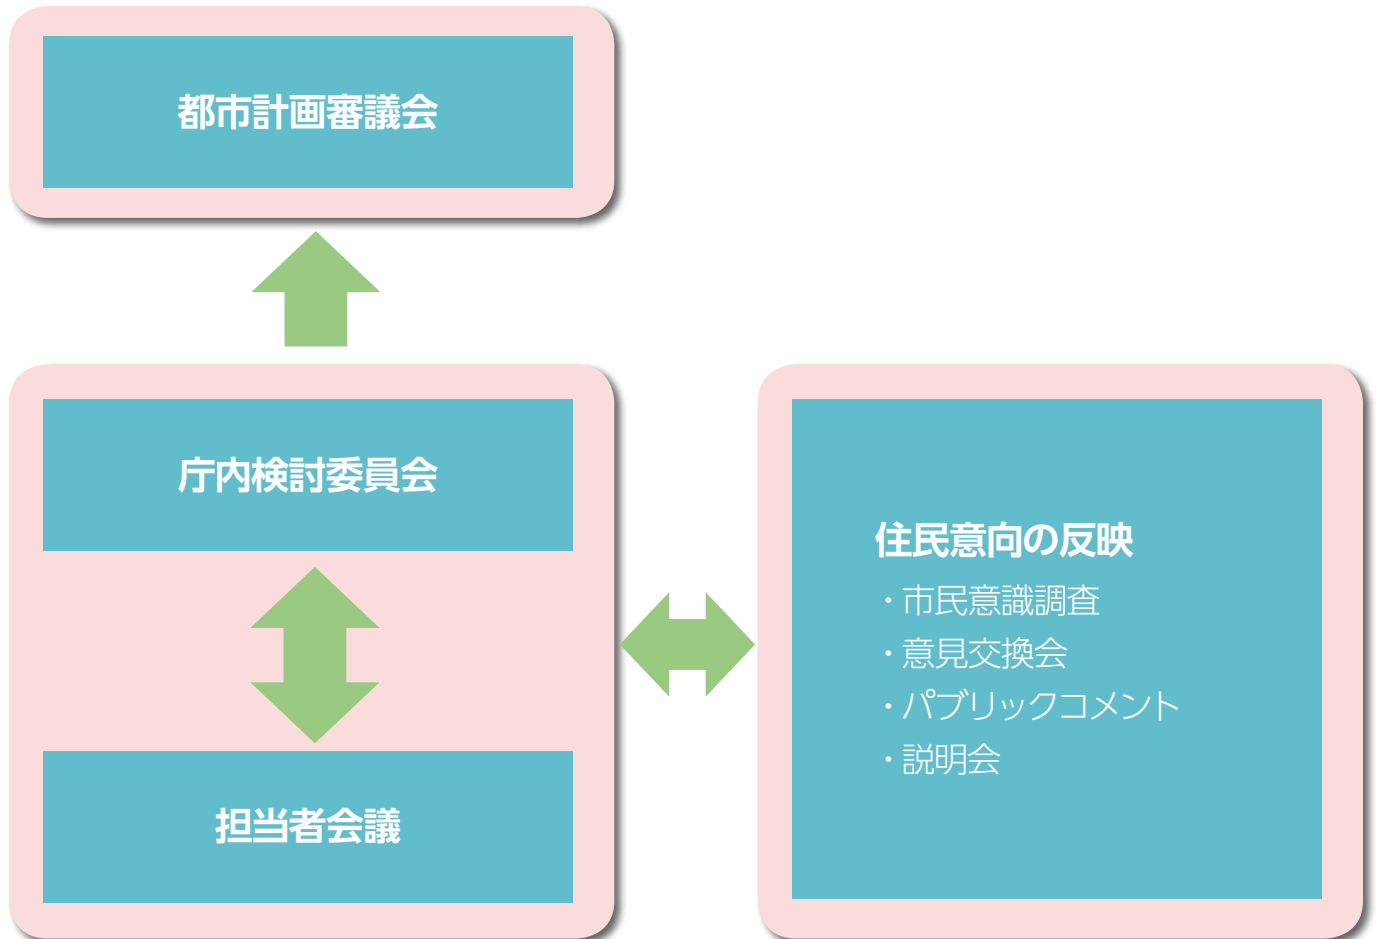 都市計画審議会
庁内検討委員会
担当者会議
住民意向の反映
・市民意識調査
・意見交換会
・パブリックコメント
・説明会